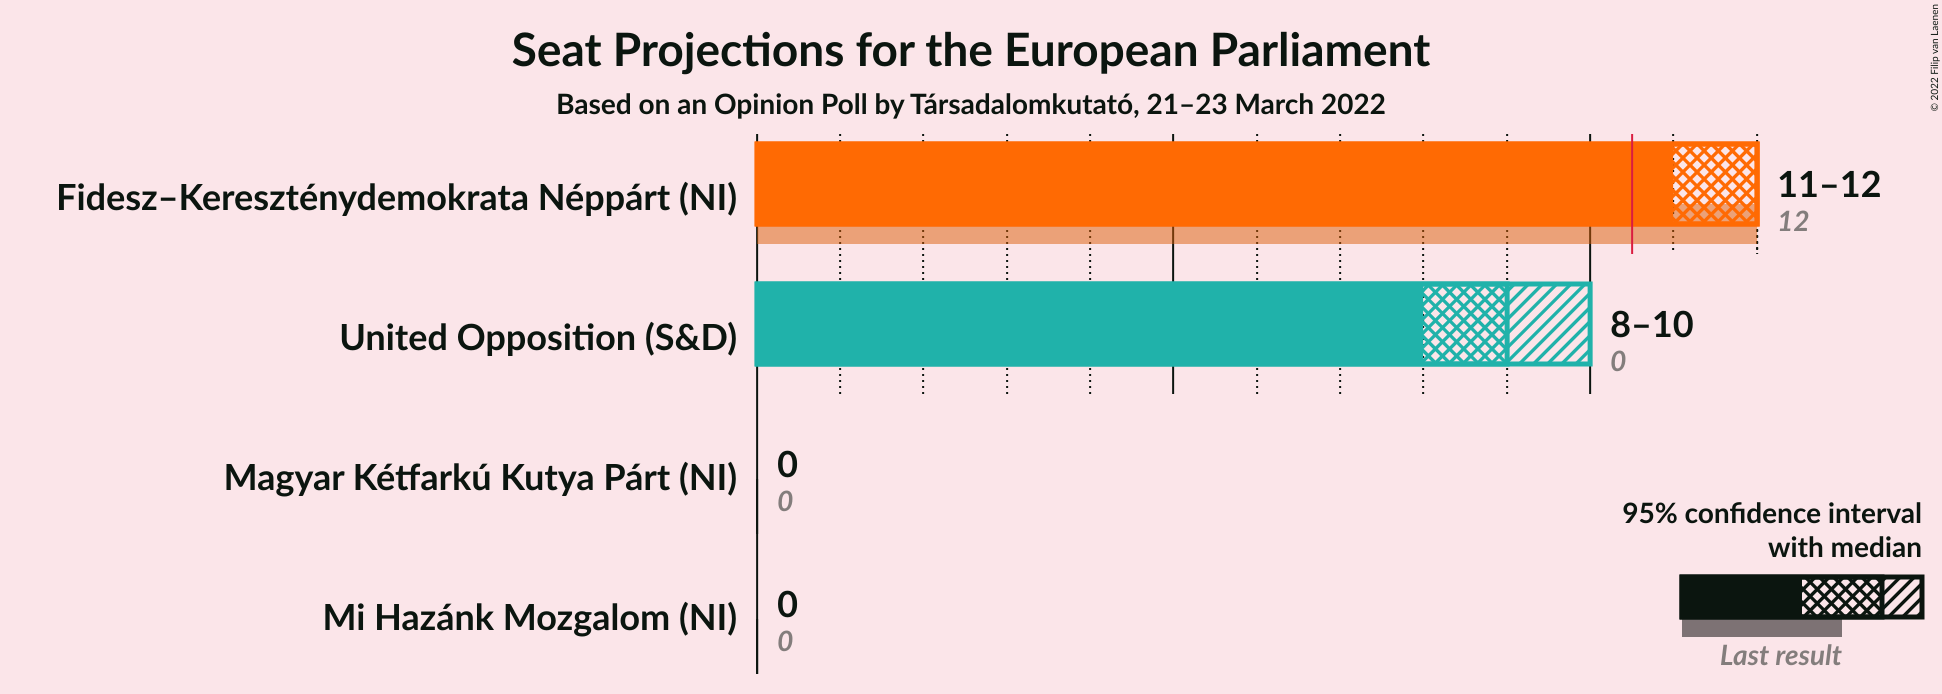 Seat Projections for the European Parliament
Based on an Opinion Poll by Társadalomkutató, 21–23 March 2022
© 2022 Filip van Laenen
Fidesz–Kereszténydemokrata Néppárt (NI)
11–12
12
United Opposition (S&D)
8–10
0
Magyar Kétfarkú Kutya Párt (NI)
0
0
Mi Hazánk Mozgalom (NI)
0
0
95% confidence interval
with median
Last result